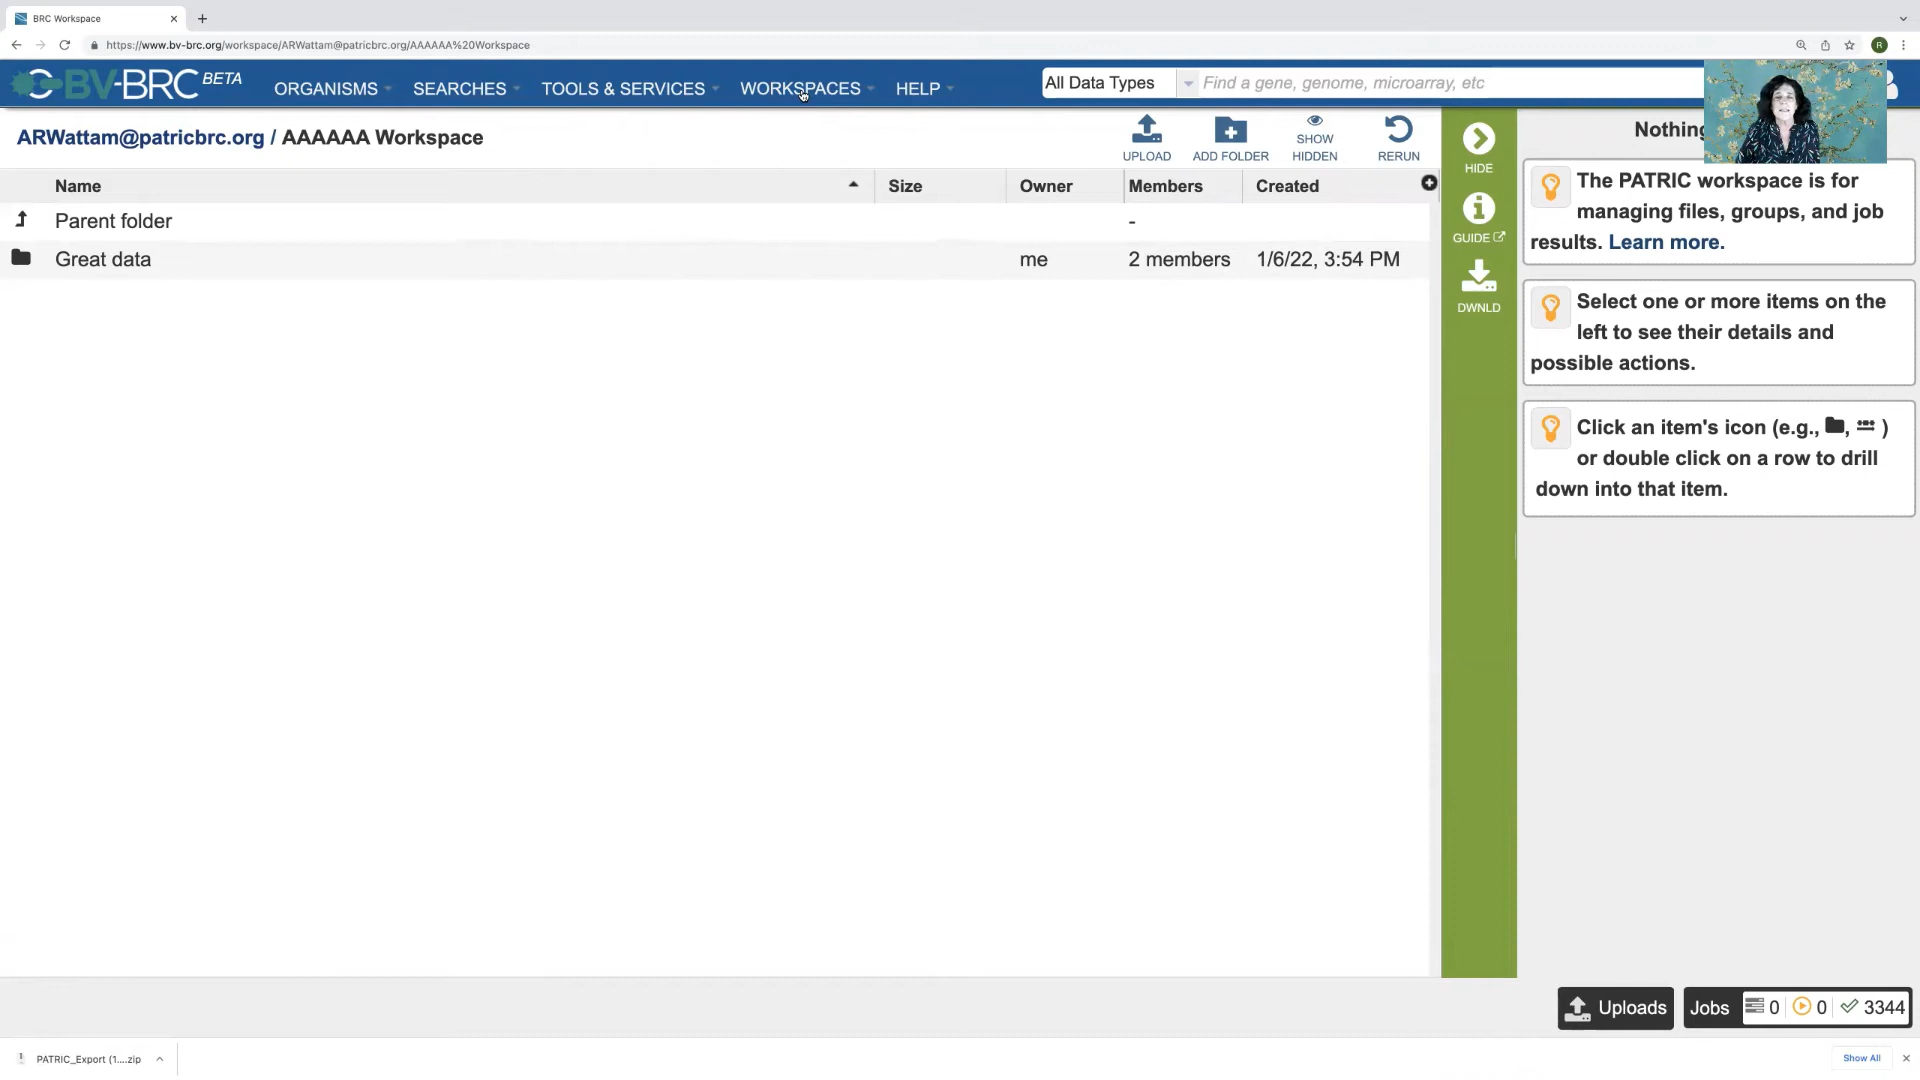 BRC Workspace
https://www.bv-brc.org/workspace/ARWattam@patricbrc.org/AAAAAA%20Workspace
R
BV-BRC BETA
ORGANISMS
SEARCHES
TOOLS & SERVICES
WORKSPACES
HELP
All Data Types
Find a gene, genome, microarray, etc
ARWattam@patricbrc.org / AAAAAA Workspace
UPLOAD
ADD FOLDER
SHOW
HIDDEN
RERUN
HIDE
GUIDE
DWNLD
Name
Size
Owner
Members
Created
Parent folder
-
Great data
me
2 members
1/6/22, 3:54 PM
The PATRIC workspace is for
managing files, groups, and job
results. Learn more.
Select one or more items on the
left to see their details and
possible actions.
Click an item's icon (e.g., , )
or double click on a row to drill
down into that item.
Uploads
Jobs 0 0 3344
PATRIC_Export (1....zip
Show All